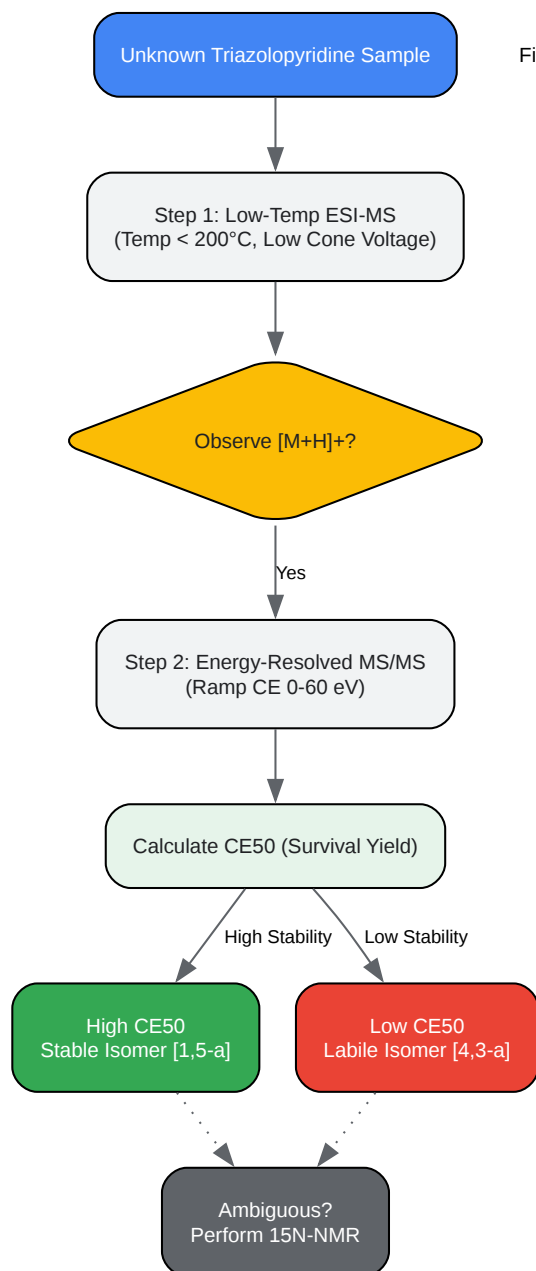 Unknown Triazolopyridine Sample
Fi
Step 1: Low-Temp ESI-MS
(Temp < 200°C, Low Cone Voltage)
Observe [M+H]+?
Yes
Step 2: Energy-Resolved MS/MS
(Ramp CE 0-60 eV)
Calculate CE50 (Survival Yield)
High Stability
Low Stability
High CE50
Stable Isomer [1,5-a]
Low CE50
Labile Isomer [4,3-a]
Ambiguous?
Perform 15N-NMR